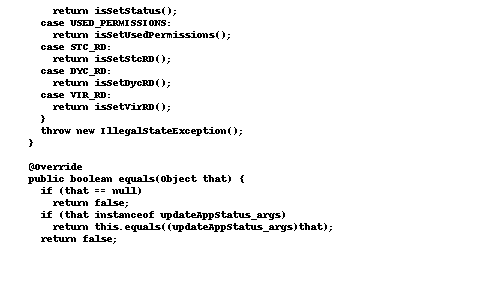 return isSetStatus();
case USED_PERMISSIONS:
return isSetUsedPermissions();
case STC_RD:
return isSetStcRD();
case DYC_RD:
return isSetDycRD();
case VIR_RD:
return isSetVirRD();
}
throw new IllegalStateException();
}
@Override
public boolean equals(Object that) {
if (that == null)
return false;
if (that instanceof updateAppStatus_args)
return this.equals((updateAppStatus_args)that);
return false;